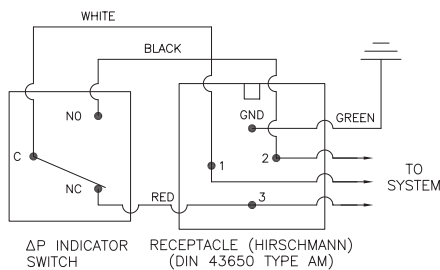 WHITE
BLACK
NO
GND
GREEN
C
1
2
NC
RED
3
TO
SYSTEM
ΔP INDICATOR
SWITCH
RECEPTACLE (HIRSCHMANN)
(DIN 43650 TYPE AM)